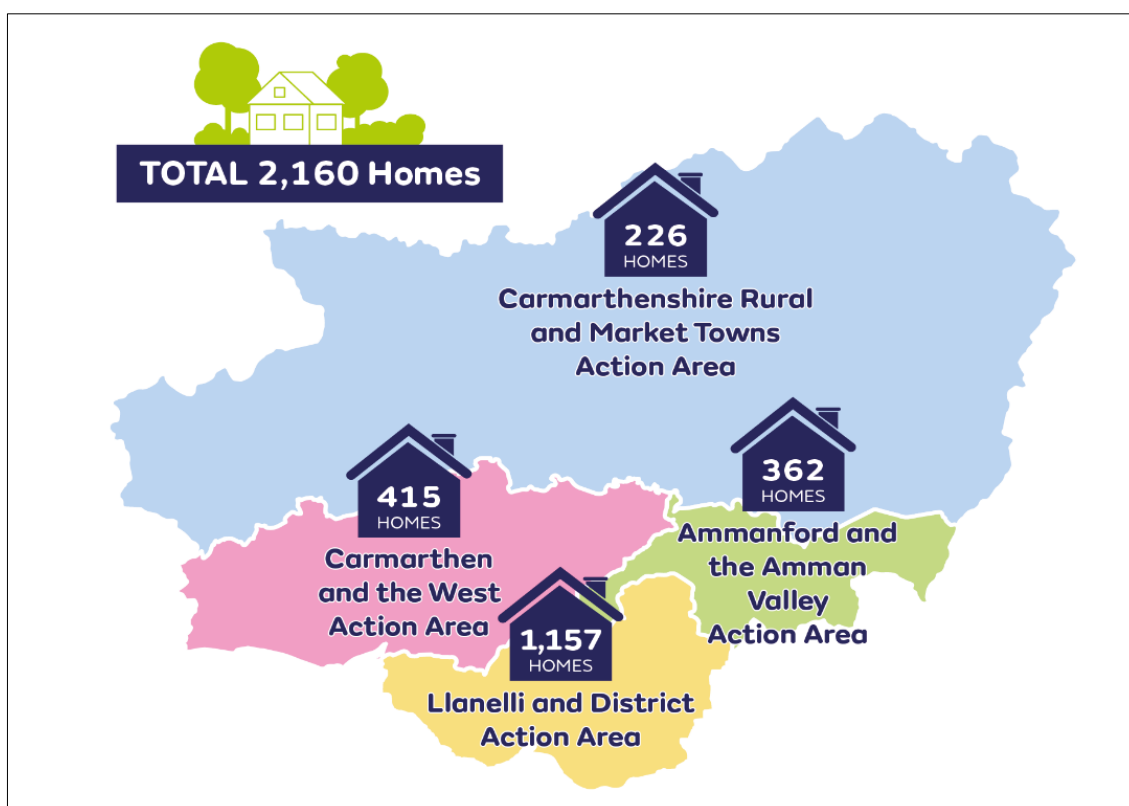 TOTAL 2,160 Homes
226
HOMES
Carmarthenshire Rural
and Market Towns
Action Area
415
HOMES
Carmarthen
and the West
Action Area
362
HOMES
Ammanford and
the Amman
Valley
Action Area
1,157
HOMES
Llanelli and District
Action Area